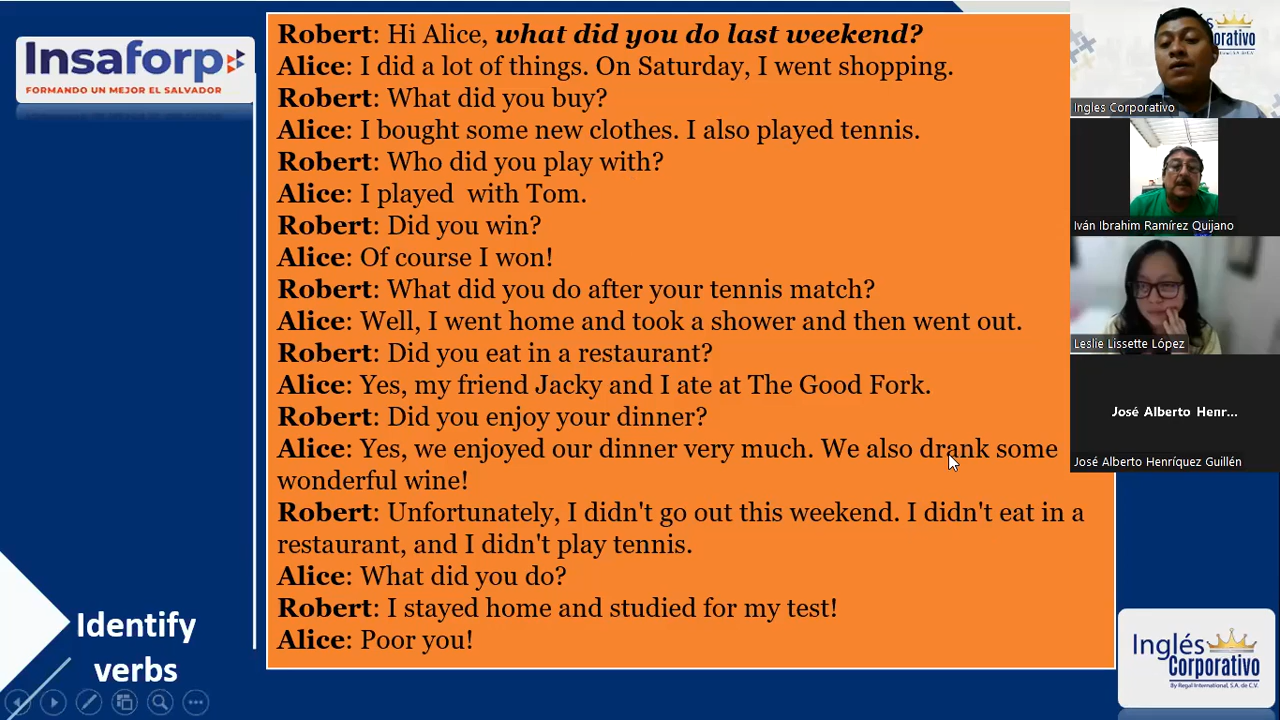 Insaforp
FORMANDO UN MEJOR EL SALVADOR
Robert: Hi Alice, what did you do last weekend?
Alice: I did a lot of things. On Saturday, I went shopping.
Robert: What did you buy?
Alice: I bought some new clothes. I also played tennis.
Robert: Who did you play with?
Alice: I played with Tom.
Robert: Did you win?
Alice: Of course I won!
Robert: What did you do after your tennis match?
Alice: Well, I went home and took a shower and then went out.
Robert: Did you eat in a restaurant?
Alice: Yes, my friend Jacky and I ate at The Good Fork.
Robert: Did you enjoy your dinner?
Alice: Yes, we enjoyed our dinner very much. We also drank some
wonderful wine!
Robert: Unfortunately, I didn't go out this weekend. I didn't eat in a
restaurant, and I didn't play tennis.
Alice: What did you do?
Robert: I stayed home and studied for my test!
Alice: Poor you!
Identify
verbs
Ingles Corporativo
Iván Ibrahim Ramírez Quijano
Leslie Lissette López
José Alberto Henr...
José Alberto Henríquez Guillén
Inglés
Corporativo
By Regal International, S.A. de C.V.